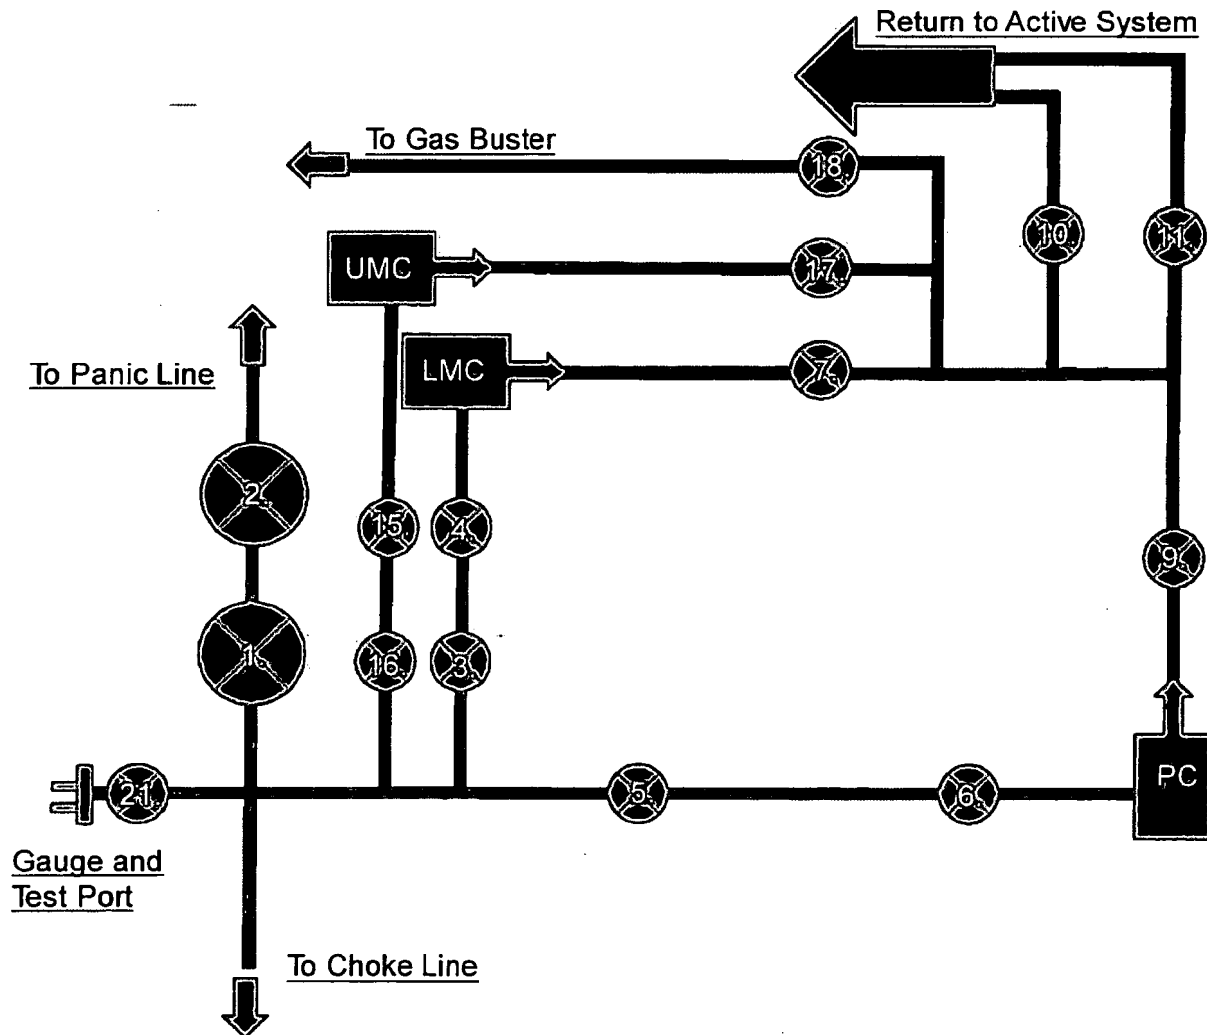 Return to Active System
To Gas Buster
18.
10.
11.
UMC
17.
To Panic Line
LMC
7.
2.
15.
4.
9.
1.
16.
3.
21.
5.
6.
PC
Gauge and
Test Port
To Choke Line